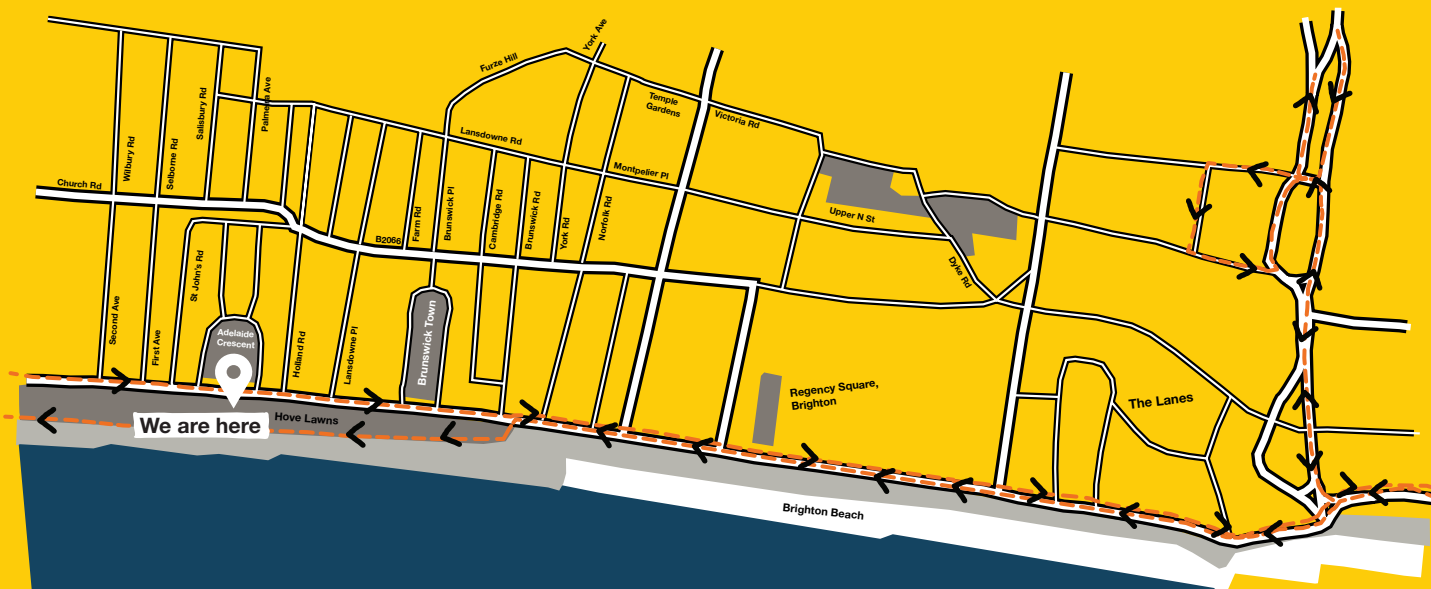 York Ave
Furze Hill
Wilbury Rd
Selborne Rd
Salisbury Rd
Palmeira Ave
Temple
Gardens
Victoria Rd
Lansdowne Rd
Montpelier Pl
Church Rd
Upper N St
B2066
Farm Rd
Brunswick Pl
Cambridge Rd
Brunswick Rd
York Rd
Norfolk Rd
Dyke Rd
St John's Rd
Second Ave
First Ave
Adelaide
Crescent
Holland Rd
Lansdowne Pl
Brunswick Town
Regency Square,
Brighton
The Lanes
Hove Lawns
We are here
Brighton Beach